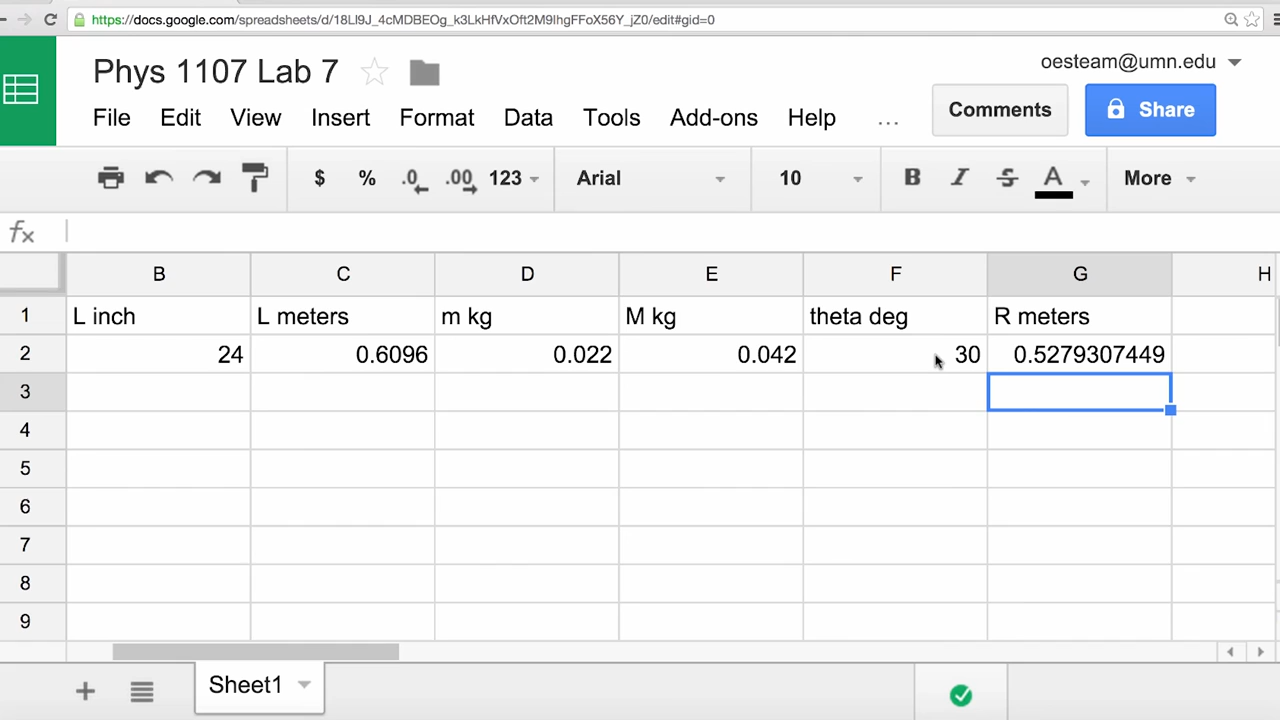 https://docs.google.com/spreadsheets/d/18Ll9J_4cMDBEOg_k3LkHfVxOft2M9lhgFFoX56Y_jZ0/edit#gid=0
Phys 1107 Lab 7
oesteam@umn.edu
File Edit View Insert Format Data Tools Add-ons Help ...
Comments
Share
$ % .0 .00 123 Arial 10 B I S A More
fx
B C D E F G H
1 L inch L meters m kg M kg theta deg R meters
2 24 0.6096 0.022 0.042 30 0.5279307449
3
4
5
6
7
8
9
+ Sheet1